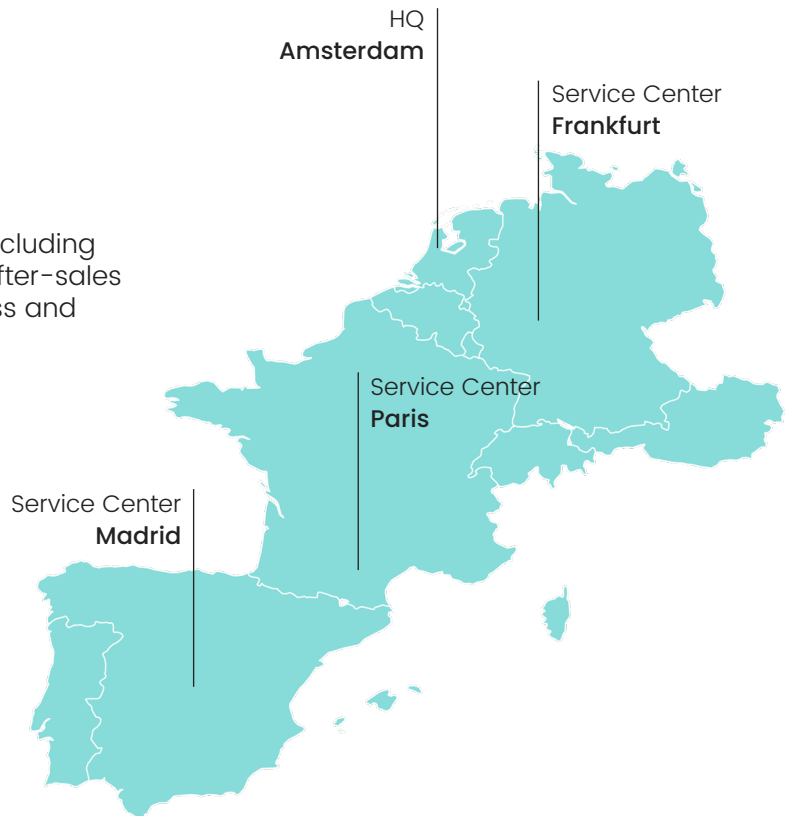 HQ
Amsterdam
Service Center
Frankfurt
cluding
fter-sales
ss and
Service Center
Paris
Service Center
Madrid